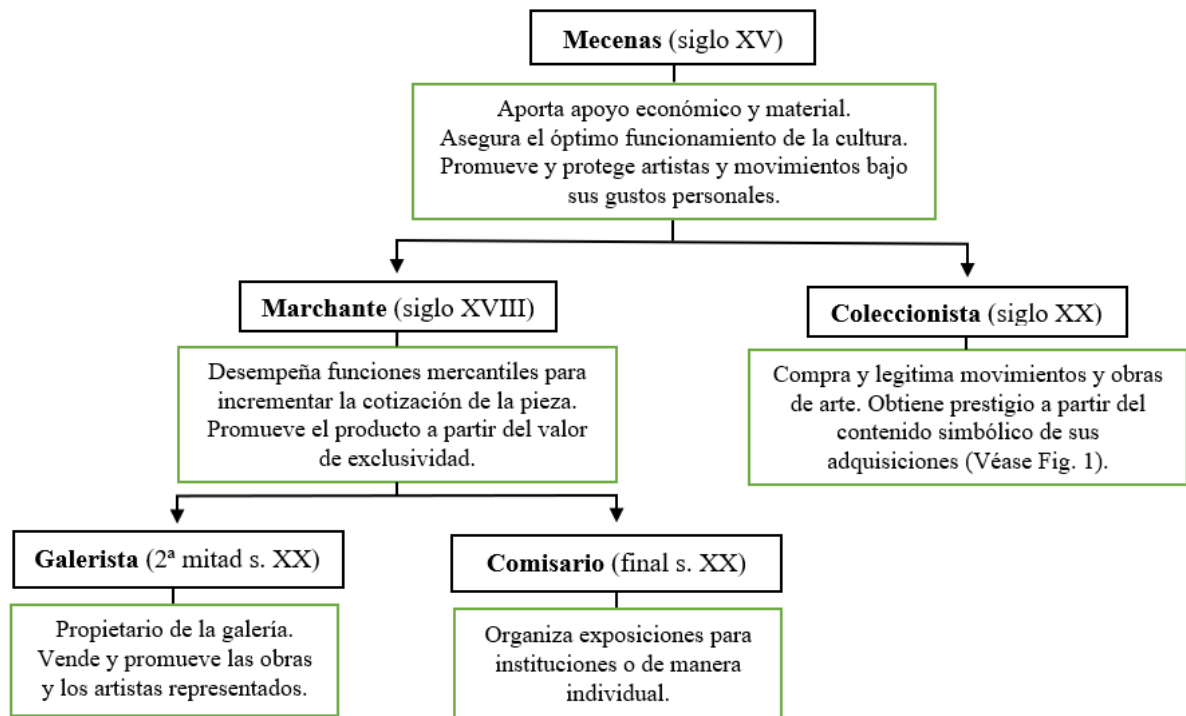 Mecenas (siglo XV)
Aporta apoyo económico y material.
Asegura el óptimo funcionamiento de la cultura.
Promueve y protege artistas y movimientos bajo
sus gustos personales.
Marchante (siglo XVIII)
Desempeña funciones mercantiles para
incrementar la cotización de la pieza.
Promueve el producto a partir del valor
de exclusividad.
Coleccionista (siglo XX)
Compra y legitima movimientos y obras
de arte. Obtiene prestigio a partir del
contenido simbólico de sus
adquisiciones (Véase Fig. 1).
Galerista (2ª mitad s. XX)
Propietario de la galería.
Vende y promueve las obras
y los artistas representados.
Comisario (final s. XX)
Organiza exposiciones para
instituciones o de manera
individual.